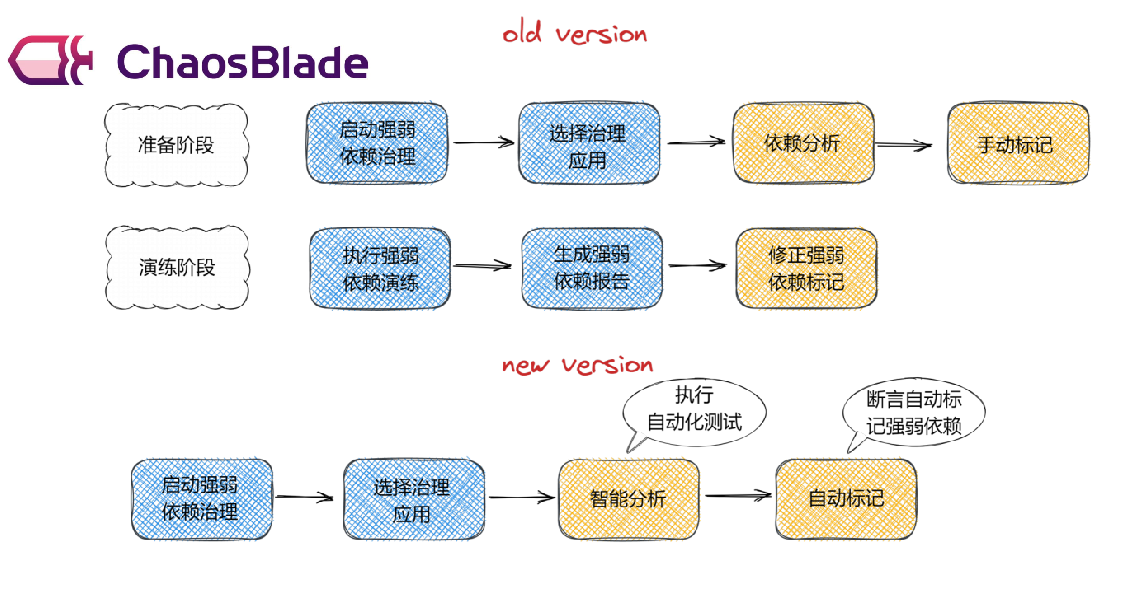 old version
ChaosBlade
准备阶段
启动强弱
依赖治理
选择治理
应用
依赖分析
手动标记
演练阶段
执行强弱
依赖演练
生成强弱
依赖报告
修正强弱
依赖标记
new version
执行
自动化测试
断言自动标
记强弱依赖
启动强弱
依赖治理
选择治理
应用
智能分析
自动标记